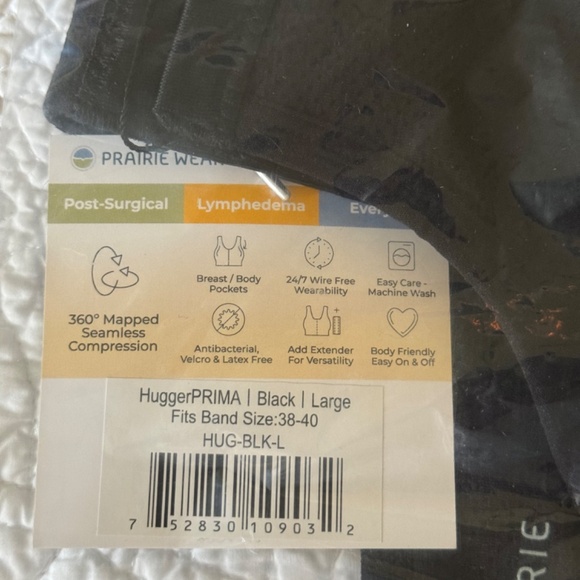 PRAIRIE WEAR
Post-Surgical
Lymphedema
Every
360° Mapped
Seamless
Compression
Breast / Body
Pockets
24/7 Wire Free
Wearability
Easy Care -
Machine Wash
Antibacterial,
Velcro & Latex Free
Add Extender
For Versatility
Body Friendly
Easy On & Off
HuggerPRIMA | Black | Large
Fits Band Size:38-40
HUG-BLK-L
7 52830 10903 2
RIE